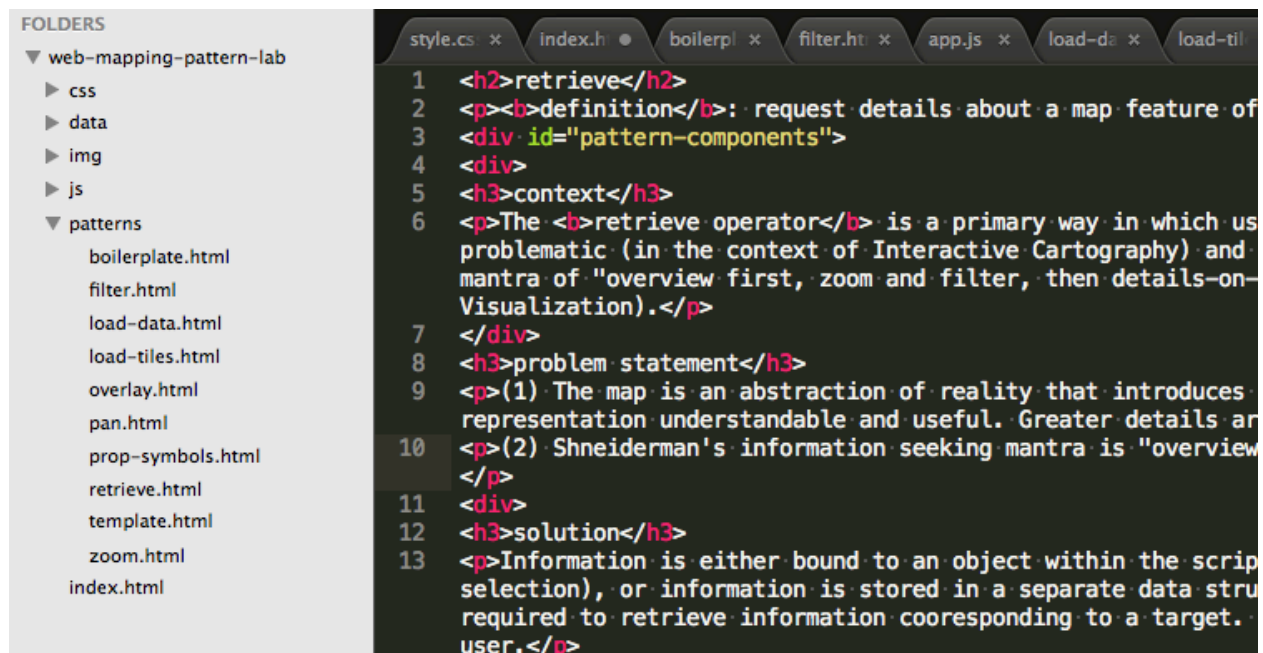 FOLDERS
web-mapping-pattern-lab
css
data
img
js
patterns
boilerplate.html
filter.html
load-data.html
load-tiles.html
overlay.html
pan.html
prop-symbols.html
retrieve.html
template.html
zoom.html
index.html
style.cs × index.h boilerpl × filter.ht × app.js × load-da × load-til
1 <h2>retrieve</h2>
2 <p><b>definition</b>: request details about a map feature of
3 <div id="pattern-components">
4 <div>
5 <h3>context</h3>
6 <p>The <b>retrieve operator</b> is a primary way in which us
problematic (in the context of Interactive Cartography) and
mantra of "overview first, zoom and filter, then details-on-
Visualization).</p>
7 </div>
8 <h3>problem statement</h3>
9 <p>(1) The map is an abstraction of reality that introduces
representation understandable and useful. Greater details ar
10 <p>(2) Shneiderman's information seeking mantra is "overview
</p>
11 <div>
12 <h3>solution</h3>
13 <p>Information is either bound to an object within the scrip
selection), or information is stored in a separate data stru
required to retrieve information cooresponding to a target.
user.</p>